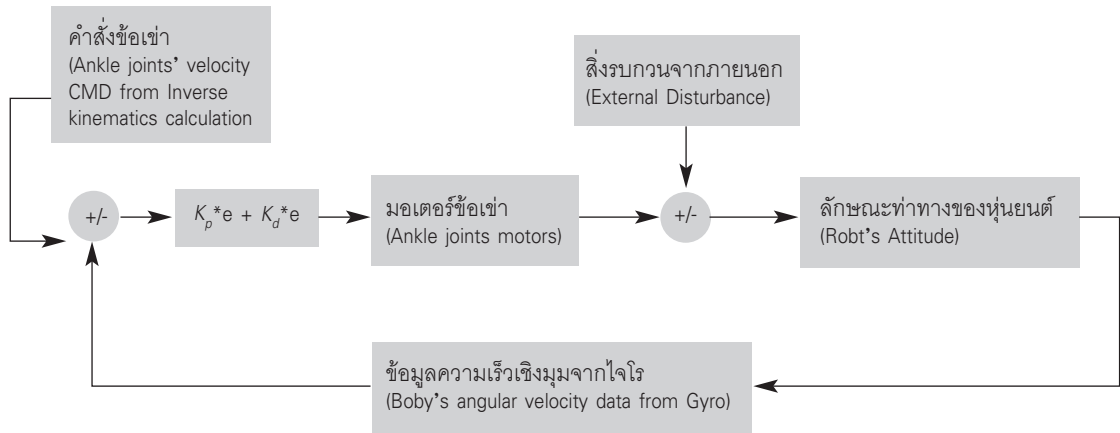 คำสั่งข้อเข่า
(Ankle joints' velocity
CMD from Inverse
kinematics calculation
สิ่งรบกวนจากภายนอก
(External Disturbance)
+/-
Kp*e + Kd*e
มอเตอร์ข้อเข่า
(Ankle joints motors)
+/-
ลักษณะท่าทางของหุ่นยนต์
(Robt's Attitude)
ข้อมูลความเร็วเชิงมุมจากไจโร
(Boby's angular velocity data from Gyro)